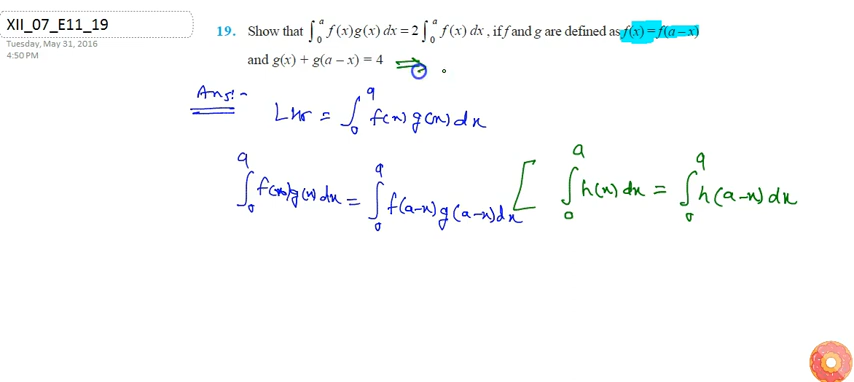 XII_07_E11_19
Tuesday, May 31, 2016
4:50 PM
19. Show that ∫₀ᵃ f(x)g(x) dx = 2∫₀ᵃ f(x) dx, if f and g are defined as f(x) = f(a – x)
and g(x) + g(a – x) = 4 ⇒
Ans:-
LHS = ∫₀ᵃ f(x) g(x) dx
∫₀ᵃ f(x)g(x) dx = ∫₀ᵃ f(a-x) g(a-x) dx [ ∫₀ᵃ h(x) dx = ∫₀ᵃ h(a-x) dx